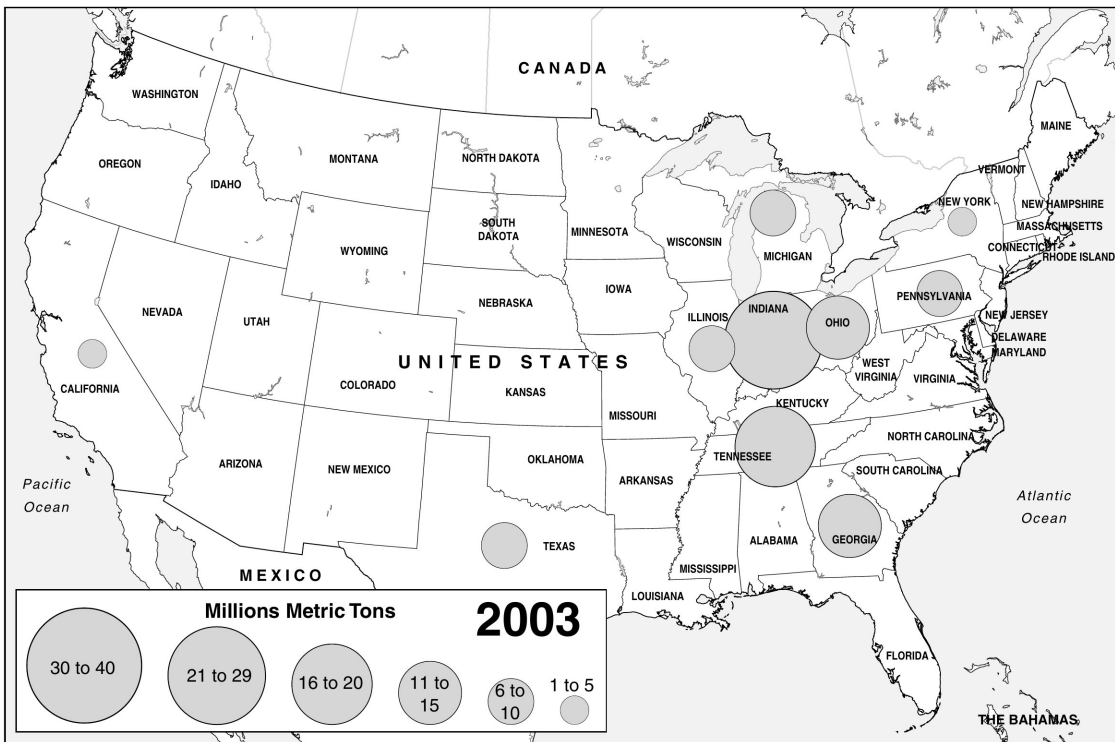 CANADA
WASHINGTON
MAINE
OREGON
MONTANA
NORTH DAKOTA
VERMONT
IDAHO
NEW YORK
NEW HAMPSHIRE
SOUTH
DAKOTA
MINNESOTA
WISCONSIN
MASSACHUSETTS
WYOMING
MICHIGAN
CONNECTICUT
RHODE ISLAND
IOWA
PENNSYLVANIA
NEBRASKA
NEVADA
UTAH
ILLINOIS
INDIANA
OHIO
NEW JERSEY
DELAWARE
MARYLAND
UNITED STATES
WEST
VIRGINIA
VIRGINIA
CALIFORNIA
COLORADO
KANSAS
KENTUCKY
MISSOURI
NORTH CAROLINA
ARIZONA
NEW MEXICO
OKLAHOMA
TENNESSEE
SOUTH CAROLINA
ARKANSAS
Pacific
Ocean
Atlantic
Ocean
TEXAS
ALABAMA
GEORGIA
MEXICO
MISSISSIPPI
LOUISIANA
FLORIDA
THE BAHAMAS
Millions Metric Tons
2003
30 to 40
21 to 29
16 to 20
11 to
15
6 to
10
1 to 5